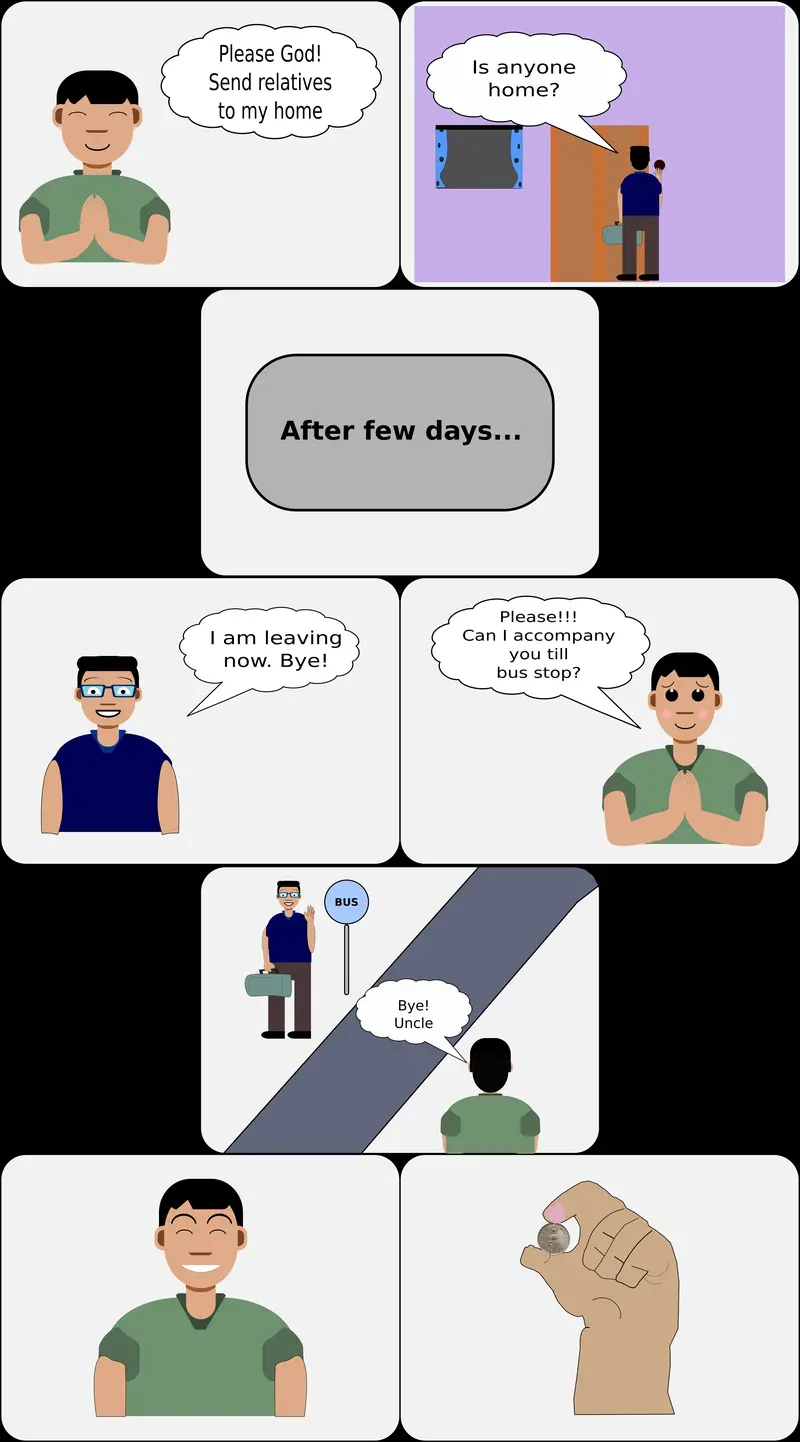 Please God!
Send relatives
to my home
Is anyone
home?
After few days...
I am leaving
now. Bye!
Please!!!
Can I accompany
you till
bus stop?
BUS
Bye!
Uncle